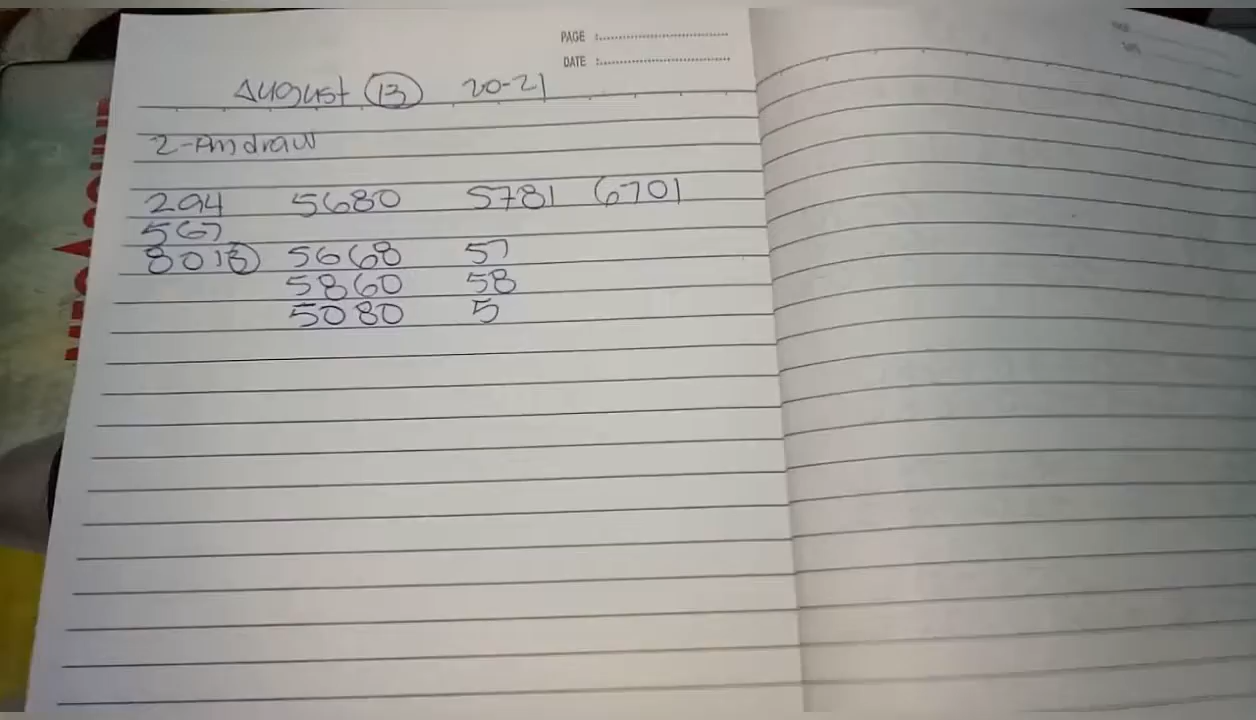 PAGE :
DATE :
August 13 20-21
2-Pm draw
294 5680 5781 6701
567
8013 5668 57
5860 58
5080 5